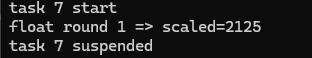 task 7 start
float round 1 => scaled=2125
task 7 suspended